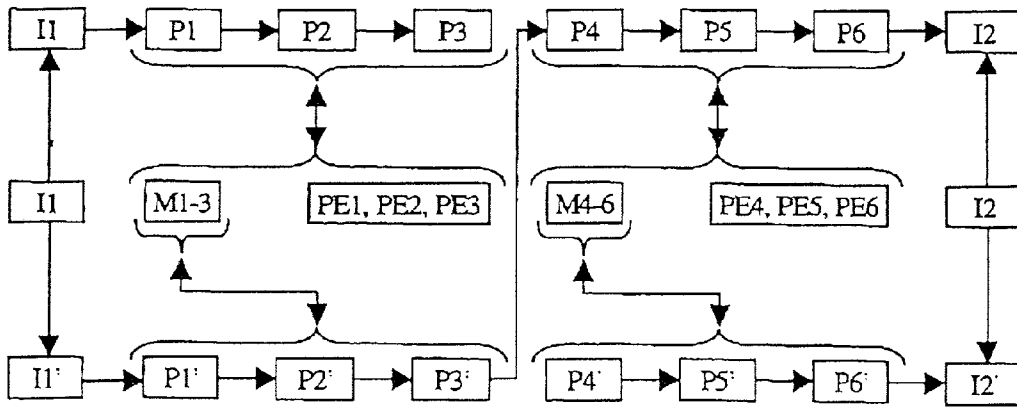 I1 P1 P2 P3 P4 P5 P6 I2
I1 M1-3 PE1, PE2, PE3 M4-6 PE4, PE5, PE6 I2
I1' P1' P2' P3' P4' P5' P6' I2'